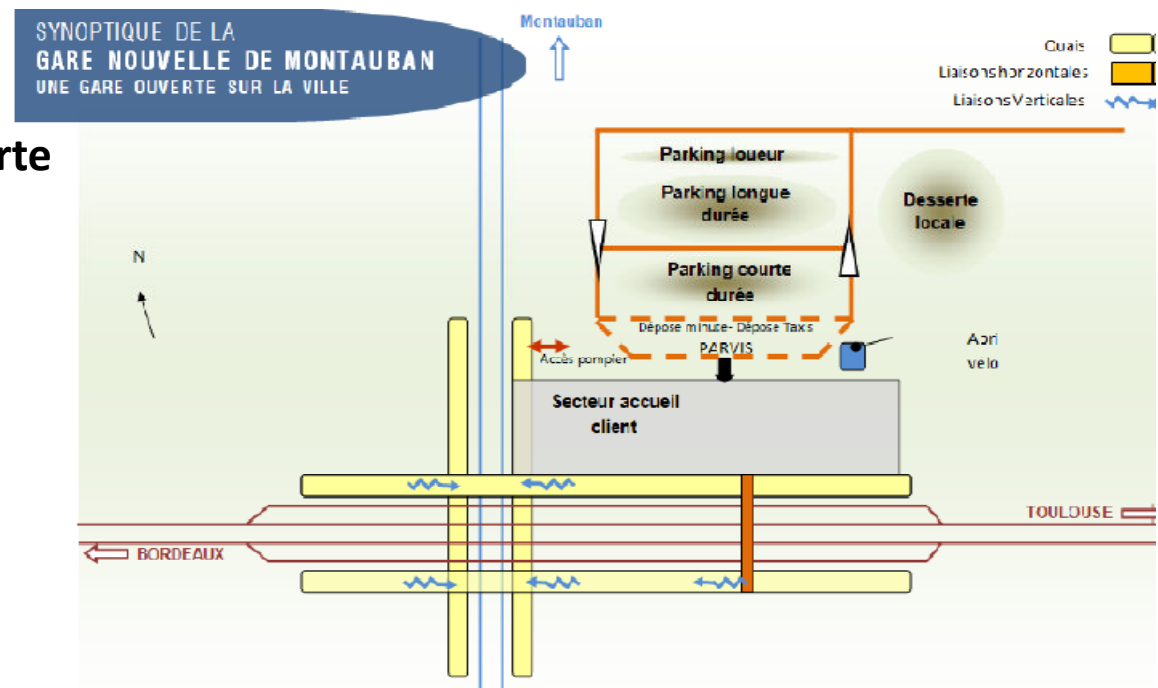 SYNOPTIQUE DE LA
GARE NOUVELLE DE MONTAUBAN
UNE GARE OUVERTE SUR LA VILLE
rte
Montauban
Quais
Liaisons horizontales
Liaisons Verticales
Parking loueur
Parking longue
durée
Desserte
locale
N
Parking courte
durée
Dépose minute- Dépose Taxis
PARVIS
Accès pompier
Abri
velo
Secteur accueil
client
TOULOUSE
BORDEAUX